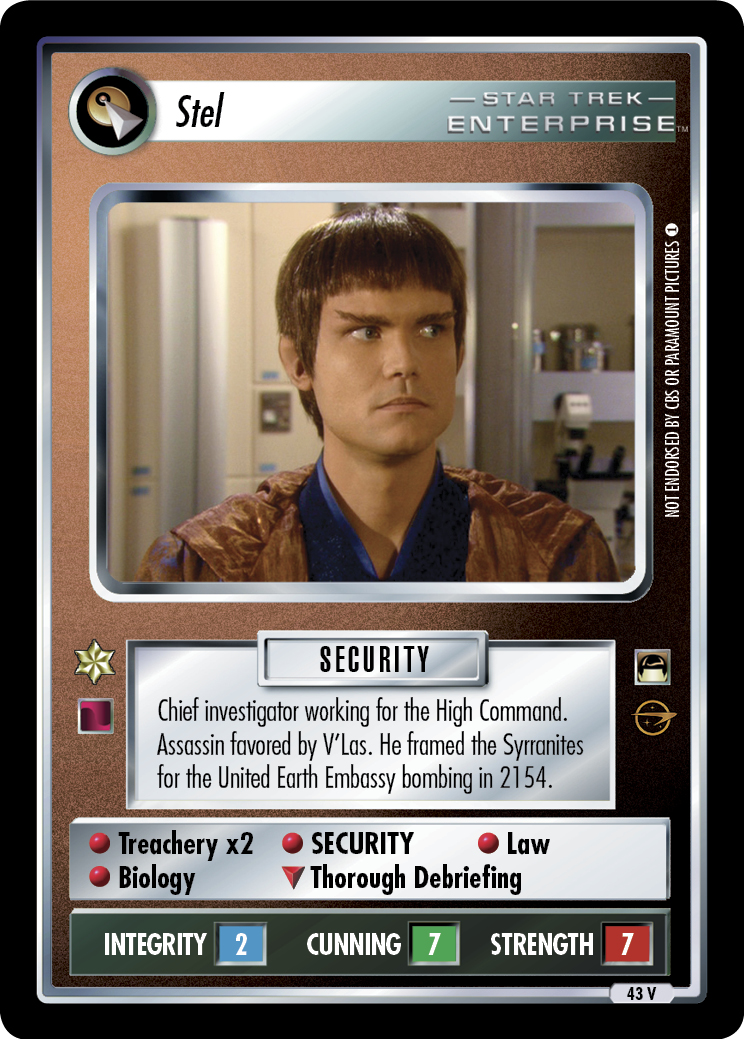 Stel
STAR TREK
ENTERPRISE™
NOT ENDORSED BY CBS OR PARAMOUNT PICTURES 1
SECURITY
Chief investigator working for the High Command.
Assassin favored by V'Las. He framed the Syrranites
for the United Earth Embassy bombing in 2154.
Treachery x2 SECURITY Law
Biology Thorough Debriefing
INTEGRITY 2 CUNNING 7 STRENGTH 7
43 V